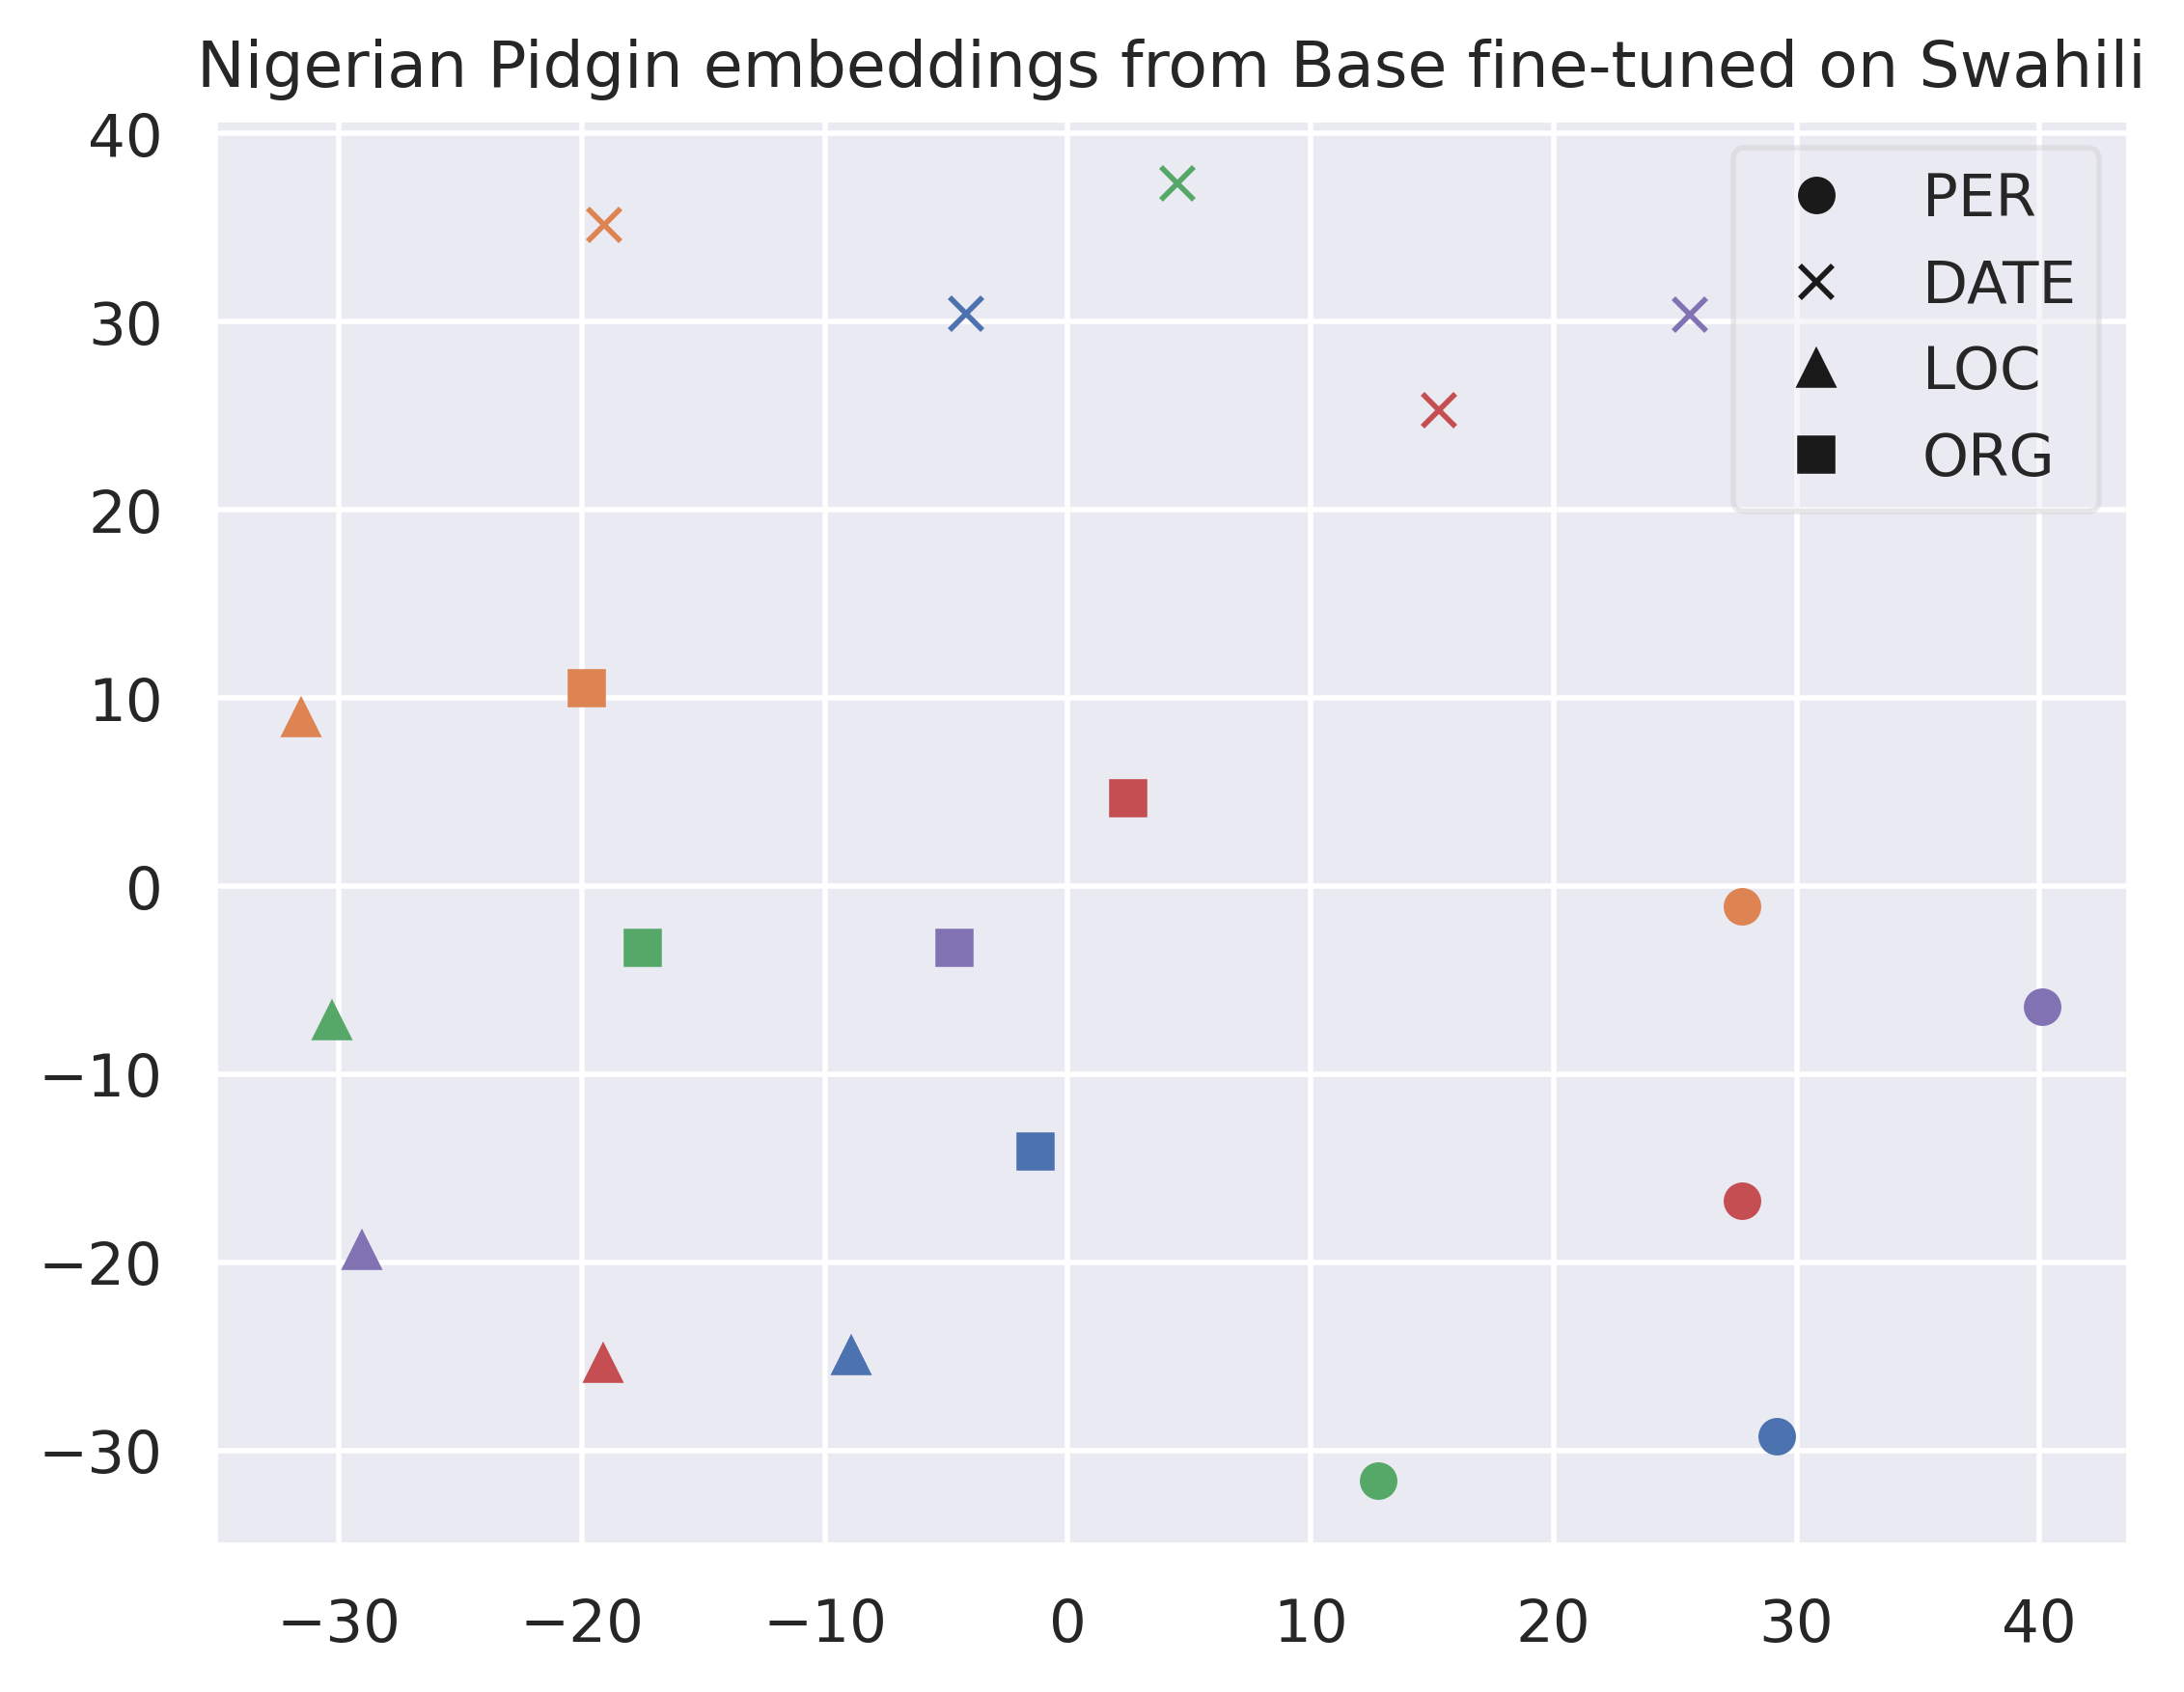 Nigerian Pidgin embeddings from Base fine-tuned on Swahili
40
30
20
10
0
−10
−20
−30
PER
DATE
LOC
ORG
−30 −20 −10 0 10 20 30 40